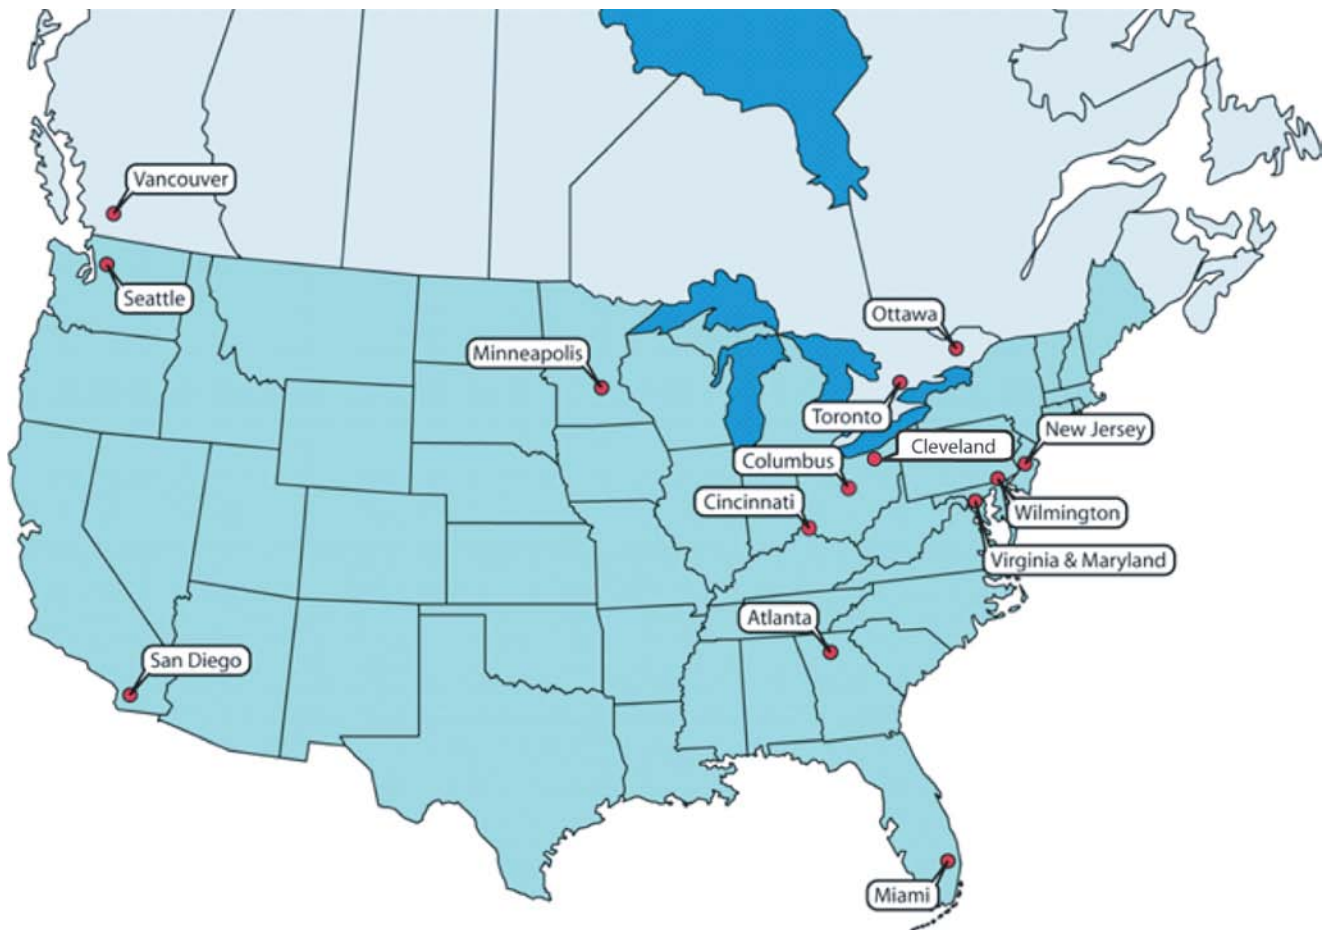 Vancouver
Seattle
Ottawa
Minneapolis
Toronto
New Jersey
Cleveland
Columbus
Cincinnati
Wilmington
Virginia & Maryland
Atlanta
San Diego
Miami